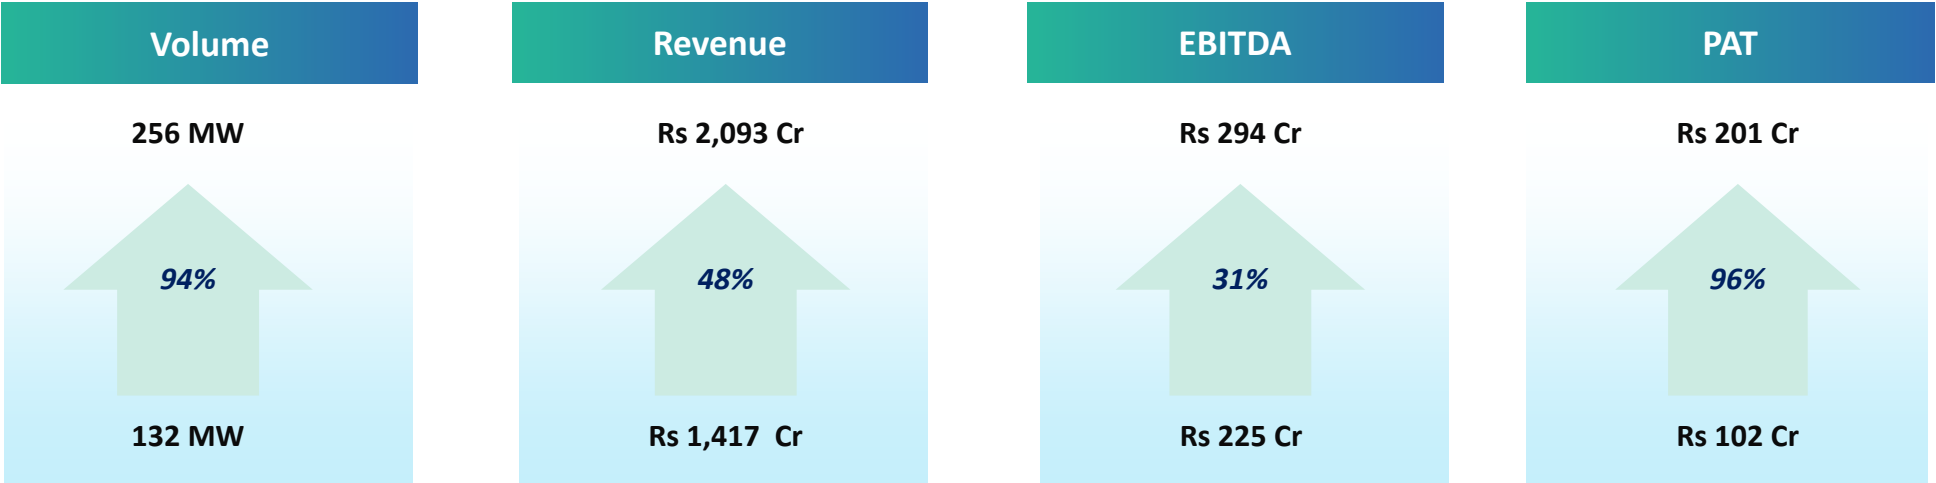 Volume
256 MW
94%
132 MW
Revenue
Rs 2,093 Cr
48%
Rs 1,417  Cr
EBITDA
Rs 294 Cr
31%
Rs 225 Cr
PAT
Rs 201 Cr
96%
Rs 102 Cr